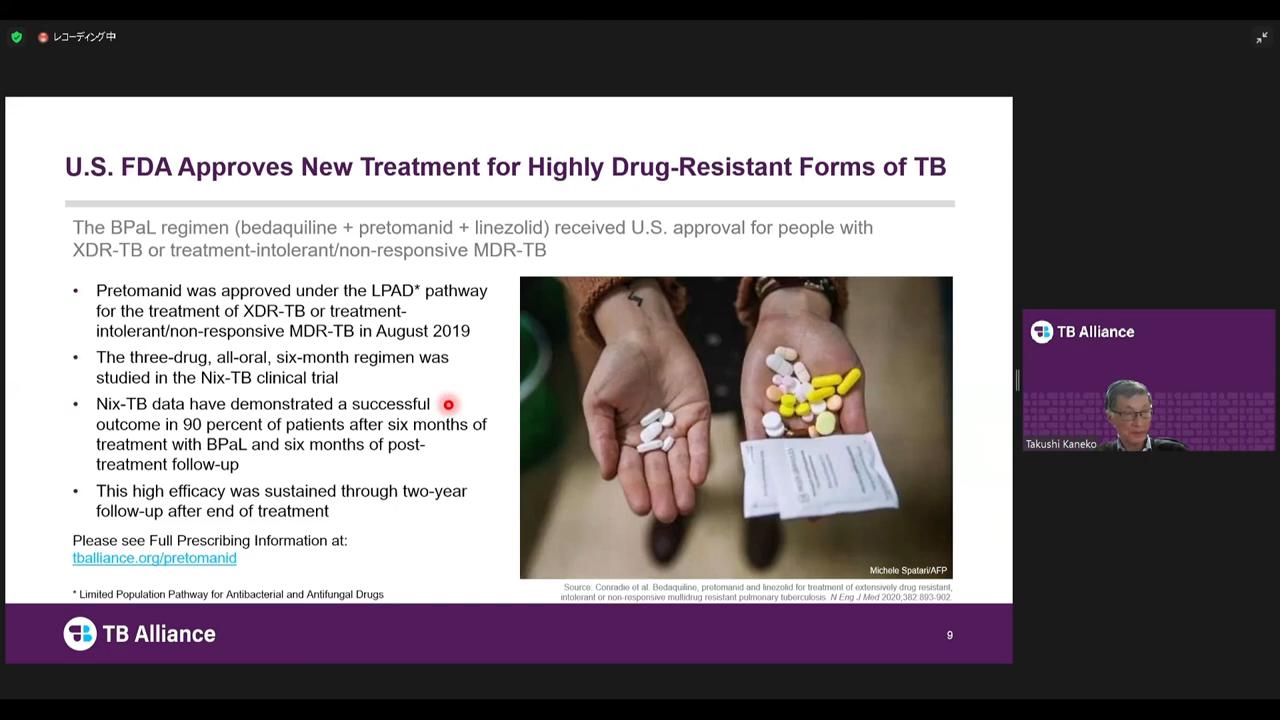 レコーディング中
U.S. FDA Approves New Treatment for Highly Drug-Resistant Forms of TB
The BPaL regimen (bedaquiline + pretomanid + linezolid) received U.S. approval for people with
XDR-TB or treatment-intolerant/non-responsive MDR-TB
• Pretomanid was approved under the LPAD* pathway
for the treatment of XDR-TB or treatment-
intolerant/non-responsive MDR-TB in August 2019
• The three-drug, all-oral, six-month regimen was
studied in the Nix-TB clinical trial
• Nix-TB data have demonstrated a successful
outcome in 90 percent of patients after six months of
treatment with BPaL and six months of post-
treatment follow-up
• This high efficacy was sustained through two-year
follow-up after end of treatment
Please see Full Prescribing Information at:
tballiance.org/pretomanid
* Limited Population Pathway for Antibacterial and Antifungal Drugs
Michele Spatari/AFP
Source: Conradie et al. Bedaquiline, pretomanid and linezolid for treatment of extensively drug resistant,
intolerant or non-responsive multidrug resistant pulmonary tuberculosis. N Eng J Med 2020;382:893-902.
TB Alliance
9
TB Alliance
Takushi Kaneko